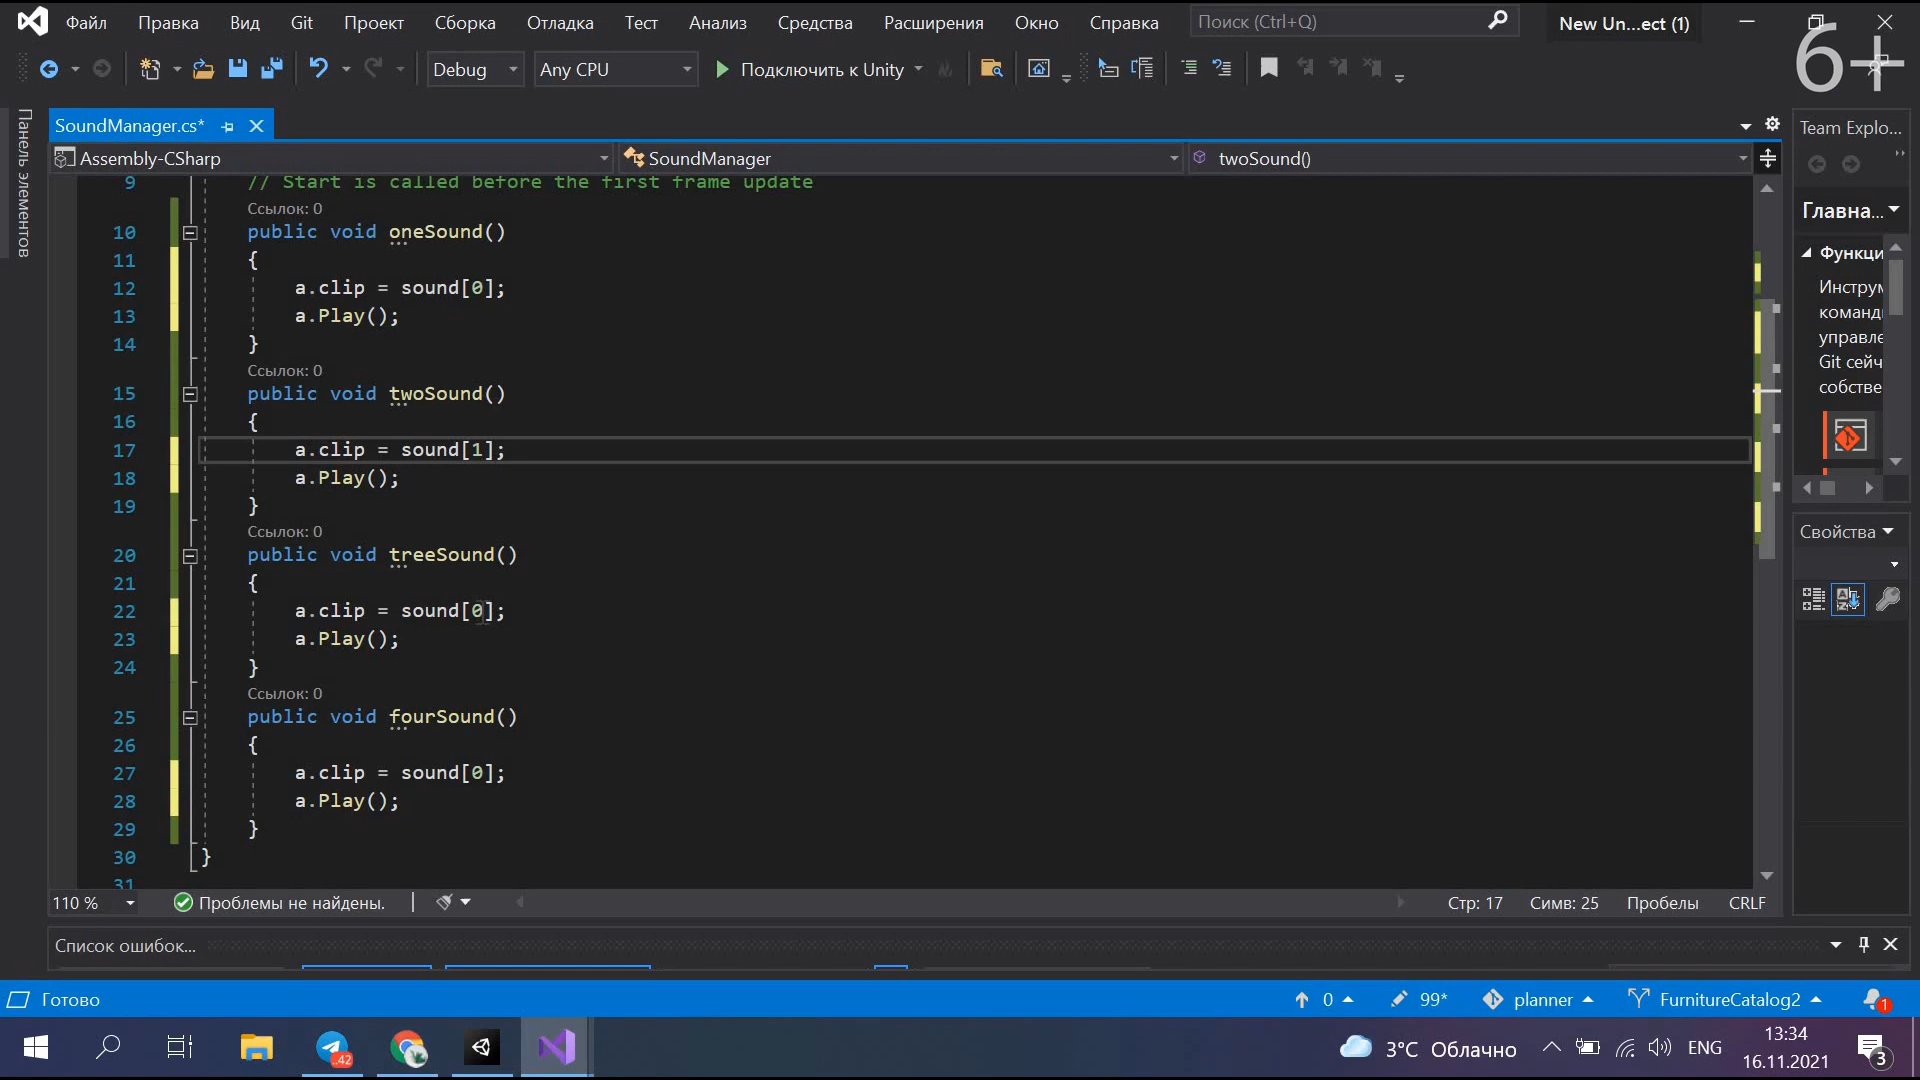 Файл Правка Вид Git Проект Сборка Отладка Тест Анализ Средства Расширения Окно Справка Поиск (Ctrl+Q) New Un...ect (1)
6+
Debug Any CPU Подключить к Unity
Панель элементов
SoundManager.cs*
Assembly-CSharp SoundManager twoSound()
9 // Start is called before the first frame update
Ссылок: 0
10 public void oneSound()
11 {
12 a.clip = sound[0];
13 a.Play();
14 }
Ссылок: 0
15 public void twoSound()
16 {
17 a.clip = sound[1];
18 a.Play();
19 }
Ссылок: 0
20 public void treeSound()
21 {
22 a.clip = sound[0];
23 a.Play();
24 }
Ссылок: 0
25 public void fourSound()
26 {
27 a.clip = sound[0];
28 a.Play();
29 }
30 }
31
Team Explo...
Главна...
Функци
Инструм
команды
управле
Git сейч
собстве
Свойства
110 % Проблемы не найдены. Стр: 17 Симв: 25 Пробелы CRLF
Список ошибок...
Готово 0 99* planner FurnitureCatalog2 1
42 3°C Облачно ENG 13:34
16.11.2021 3